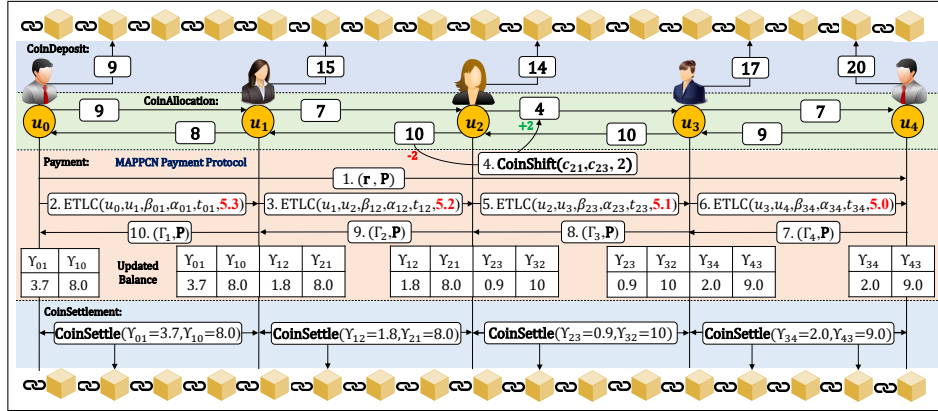 CoinDeposit:
9 15 14 17 20
CoinAllocation:
9 7 4 7
u₀ u₁ u₂ u₃ u₄
+2
8 10 10 9
-2
4. CoinShift(c₂₁,c₂₃, 2)
Payment: MAPPCN Payment Protocol
1. (r , P)
2. ETLC(u₀,u₁,β₀₁,α₀₁,t₀₁,5.3) 3. ETLC(u₁,u₂,β₁₂,α₁₂,t₁₂,5.2) 5. ETLC(u₂,u₃,β₂₃,α₂₃,t₂₃,5.1) 6. ETLC(u₃,u₄,β₃₄,α₃₄,t₃₄,5.0)
10. (Γ₁,P) 9. (Γ₂,P) 8. (Γ₃,P) 7. (Γ₄,P)
ϒ₀₁ ϒ₁₀ Updated ϒ₀₁ ϒ₁₀ ϒ₁₂ ϒ₂₁ ϒ₁₂ ϒ₂₁ ϒ₂₃ ϒ₃₂ ϒ₂₃ ϒ₃₂ ϒ₃₄ ϒ₄₃ ϒ₃₄ ϒ₄₃
3.7 8.0 Balance 3.7 8.0 1.8 8.0 1.8 8.0 0.9 10 0.9 10 2.0 9.0 2.0 9.0
CoinSettlement:
CoinSettle(ϒ₀₁=3.7,ϒ₁₀=8.0) CoinSettle(ϒ₁₂=1.8,ϒ₂₁=8.0) CoinSettle(ϒ₂₃=0.9,ϒ₃₂=10) CoinSettle(ϒ₃₄=2.0,ϒ₄₃=9.0)